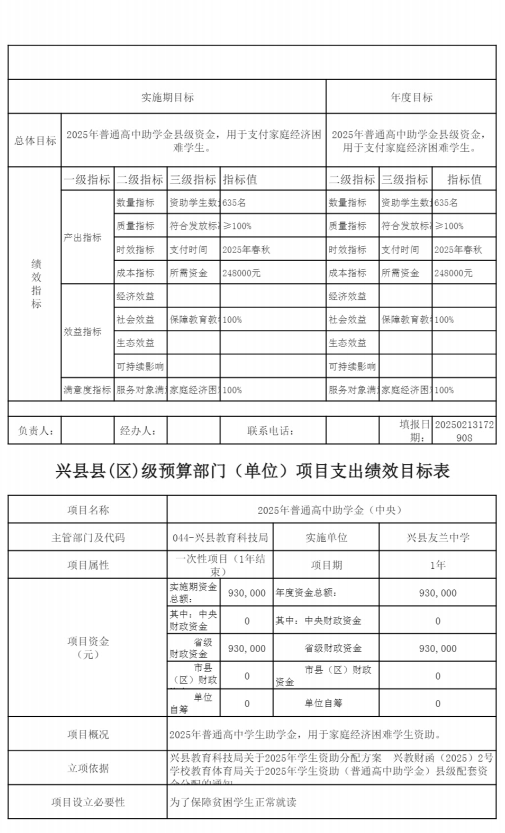 实施期目标 年度目标
总体目标 2025年普通高中助学金县级资金，用于支付家庭经济困难学生。 2025年普通高中助学金县级资金，用于支付家庭经济困难学生。
绩效指标 一级指标 二级指标 三级指标 指标值 二级指标 三级指标 指标值
产出指标 数量指标 资助学生数 635名 数量指标 资助学生数 635名
质量指标 符合发放标 ≥100% 质量指标 符合发放标 ≥100%
时效指标 支付时间 2025年春秋 时效指标 支付时间 2025年春秋
成本指标 所需资金 248000元 成本指标 所需资金 248000元
效益指标 经济效益 经济效益
社会效益 保障教育教 100% 社会效益 保障教育教 100%
生态效益 生态效益
可持续影响 可持续影响
满意度指标 服务对象满 家庭经济困 100% 服务对象满 家庭经济困 100%
负责人： 经办人： 联系电话： 填报日期： 20250213172908
兴县县(区)级预算部门（单位）项目支出绩效目标表
项目名称 2025年普通高中助学金（中央）
主管部门及代码 044-兴县教育科技局 实施单位 兴县友兰中学
项目属性 一次性项目（1年结束） 项目期 1年
项目资金（元） 实施期资金总额： 930,000 年度资金总额： 930,000
其中：中央财政资金 0 其中：中央财政资金 0
省级财政资金 930,000 省级财政资金 930,000
市县（区）财政 0 市县（区）财政资金 0
单位自筹 0 单位自筹 0
项目概况 2025年普通高中学生助学金，用于家庭经济困难学生资助。
立项依据 兴县教育科技局关于2025年学生资助分配方案 兴教财函（2025）2号
学校教育体育局关于2025年学生资助（普通高中助学金）县级配套资
项目设立必要性 为了保障贫困学生正常就读